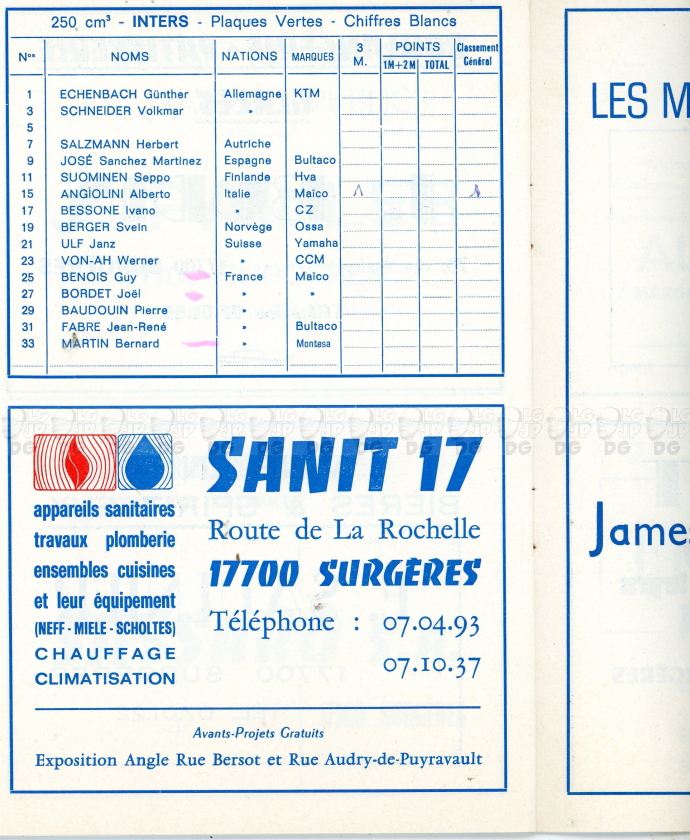 250 cm³ - INTERS - Plaques Vertes - Chiffres Blancs
Nos NOMS NATIONS MARQUES 3 M. POINTS 1M+2M TOTAL Classement Général
1 ECHENBACH Günther Allemagne KTM
3 SCHNEIDER Volkmar »
5
7 SALZMANN Herbert Autriche
9 JOSÉ Sanchez Martinez Espagne Bultaco
11 SUOMINEN Seppo Finlande Hva
15 ANGIOLINI Alberto Italie Maïco
17 BESSONE Ivano » CZ
19 BERGER Svein Norvège Ossa
21 ULF Janz Suisse Yamaha
23 VON-AH Werner » CCM
25 BENOIS Guy France Maïco
27 BORDET Joël » »
29 BAUDOUIN Pierre »
31 FABRE Jean-René » Bultaco
33 MARTIN Bernard » Montesa
SANIT 17
appareils sanitaires
travaux plomberie
ensembles cuisines
et leur équipement
(NEFF - MIELE - SCHOLTES)
CHAUFFAGE
CLIMATISATION
Route de La Rochelle
17700 SURGÈRES
Téléphone : 07.04.93
07.10.37
Avants-Projets Gratuits
Exposition Angle Rue Bersot et Rue Audry-de-Puyravault
LES M
James